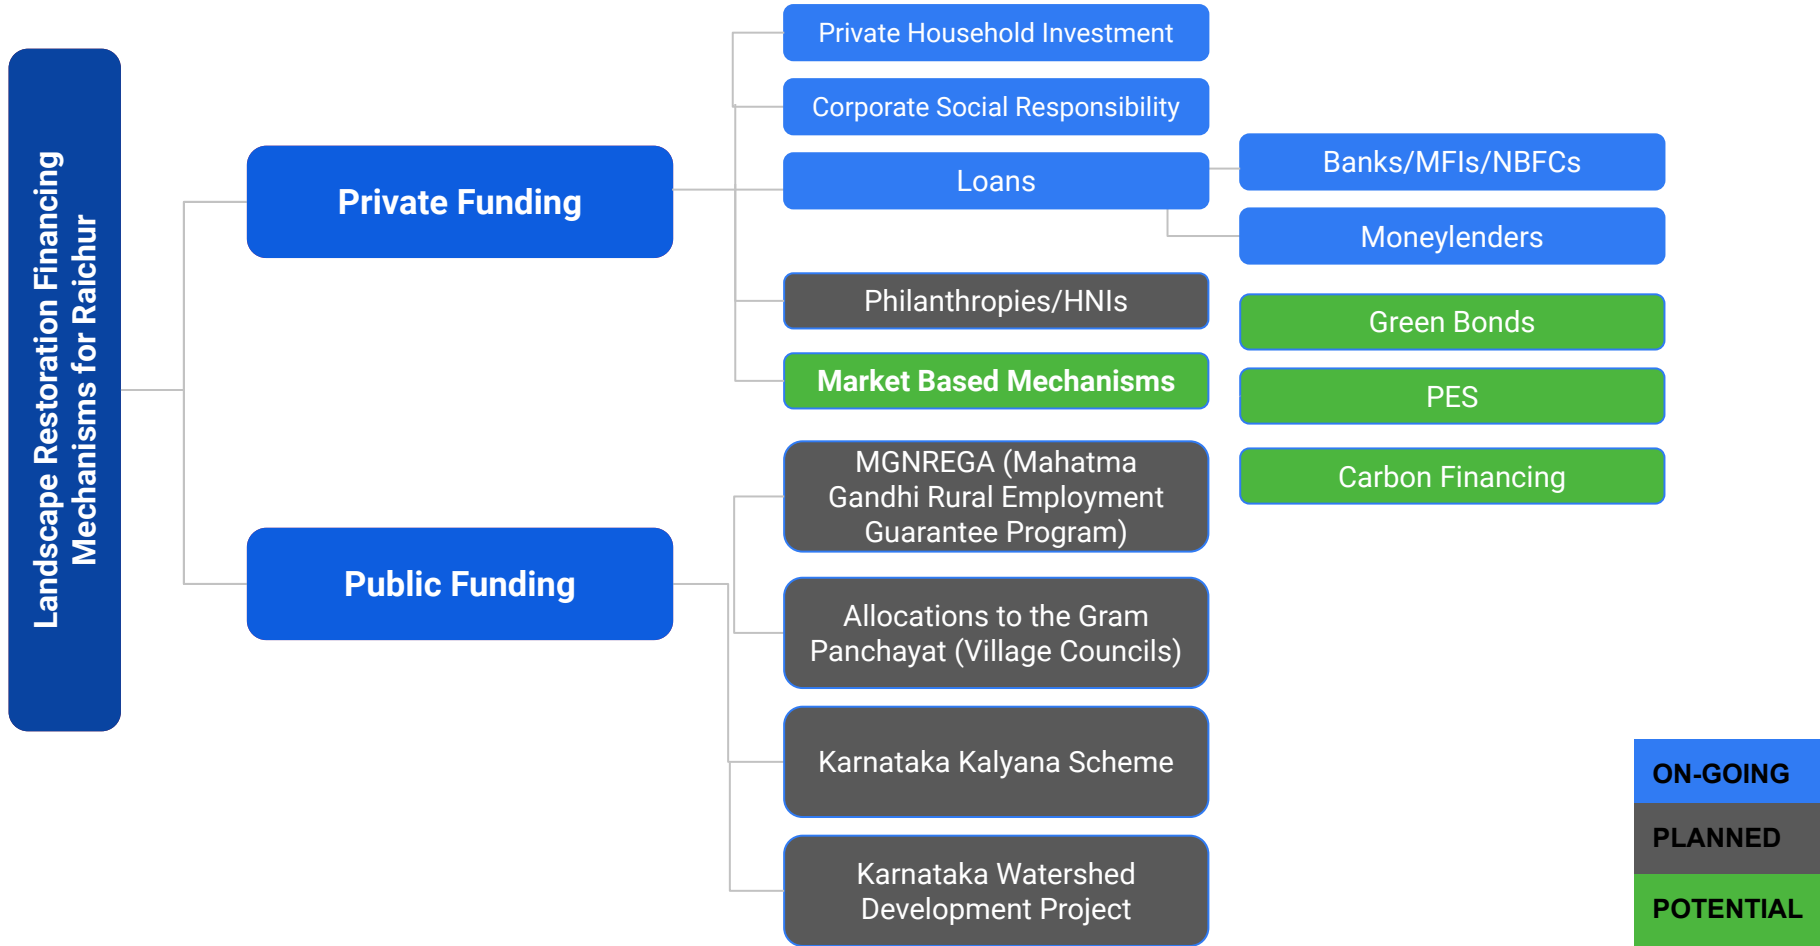 Landscape Restoration Financing
Mechanisms for Raichur
Private Funding
Private Household Investment
Corporate Social Responsibility
Loans
Banks/MFIs/NBFCs
Moneylenders
Philanthropies/HNIs
Market Based Mechanisms
Green Bonds
PES
Carbon Financing
Public Funding
MGNREGA (Mahatma
Gandhi Rural Employment
Guarantee Program)
Allocations to the Gram
Panchayat (Village Councils)
Karnataka Kalyana Scheme
Karnataka Watershed
Development Project
ON-GOING
PLANNED
POTENTIAL